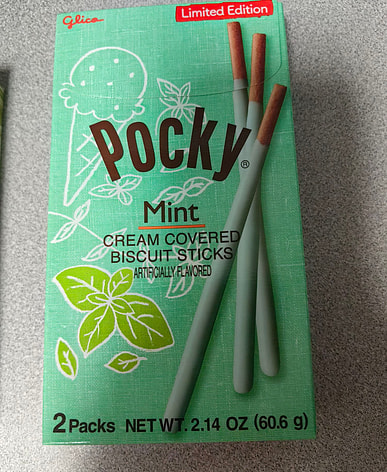 Glico
Limited Edition
Pocky®
Mint
CREAM COVERED
BISCUIT STICKS
ARTIFICIALLY FLAVORED
2 Packs NET WT. 2.14 OZ (60.6 g)